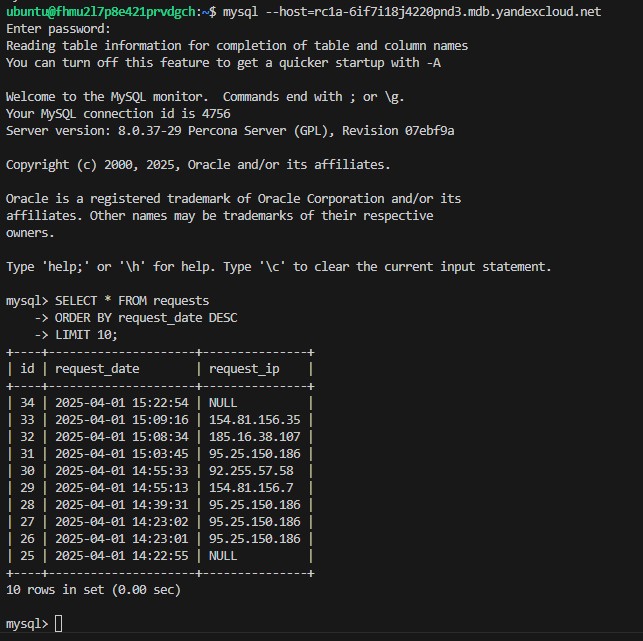 ubuntu@fhmu2l7p8e421prvdgch:~$ mysql --host=rc1a-6if7i18j4220pnd3.mdb.yandexcloud.net
Enter password:
Reading table information for completion of table and column names
You can turn off this feature to get a quicker startup with -A

Welcome to the MySQL monitor.  Commands end with ; or \g.
Your MySQL connection id is 4756
Server version: 8.0.37-29 Percona Server (GPL), Revision 07ebf9a

Copyright (c) 2000, 2025, Oracle and/or its affiliates.

Oracle is a registered trademark of Oracle Corporation and/or its
affiliates. Other names may be trademarks of their respective
owners.

Type 'help;' or '\h' for help. Type '\c' to clear the current input statement.

mysql> SELECT * FROM requests
    -> ORDER BY request_date DESC
    -> LIMIT 10;
+----+---------------------+---------------+
| id | request_date        | request_ip    |
+----+---------------------+---------------+
| 34 | 2025-04-01 15:22:54 | NULL          |
| 33 | 2025-04-01 15:09:16 | 154.81.156.35 |
| 32 | 2025-04-01 15:08:34 | 185.16.38.107 |
| 31 | 2025-04-01 15:03:45 | 95.25.150.186 |
| 30 | 2025-04-01 14:55:33 | 92.255.57.58  |
| 29 | 2025-04-01 14:55:13 | 154.81.156.7  |
| 28 | 2025-04-01 14:39:31 | 95.25.150.186 |
| 27 | 2025-04-01 14:23:02 | 95.25.150.186 |
| 26 | 2025-04-01 14:23:01 | 95.25.150.186 |
| 25 | 2025-04-01 14:22:55 | NULL          |
+----+---------------------+---------------+
10 rows in set (0.00 sec)

mysql>